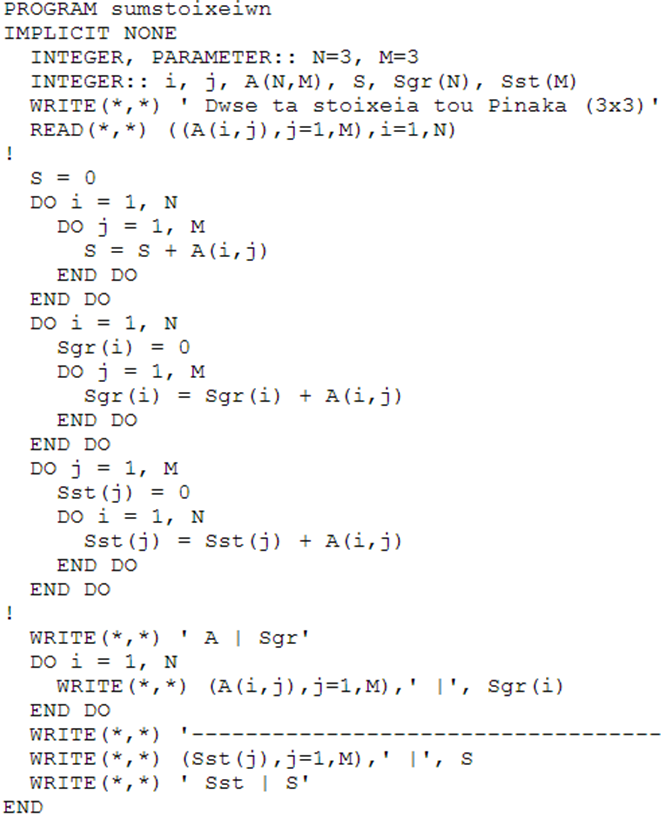 PROGRAM sumstoixeiwn
IMPLICIT NONE
INTEGER, PARAMETER:: N=3, M=3
INTEGER:: i, j, A(N,M), S, Sgr(N), Sst(M)
WRITE(*,*) ' Dwse ta stoixeia tou Pinaka (3x3)'
READ(*,*) ((A(i,j),j=1,M),i=1,N)
!
S = 0
DO i = 1, N
DO j = 1, M
S = S + A(i,j)
END DO
END DO
DO i = 1, N
Sgr(i) = 0
DO j = 1, M
Sgr(i) = Sgr(i) + A(i,j)
END DO
END DO
DO j = 1, M
Sst(j) = 0
DO i = 1, N
Sst(j) = Sst(j) + A(i,j)
END DO
END DO
!
WRITE(*,*) ' A | Sgr'
DO i = 1, N
WRITE(*,*) (A(i,j),j=1,M),' |', Sgr(i)
END DO
WRITE(*,*) '-----------------------------------
WRITE(*,*) (Sst(j),j=1,M),' |', S
WRITE(*,*) ' Sst | S'
END